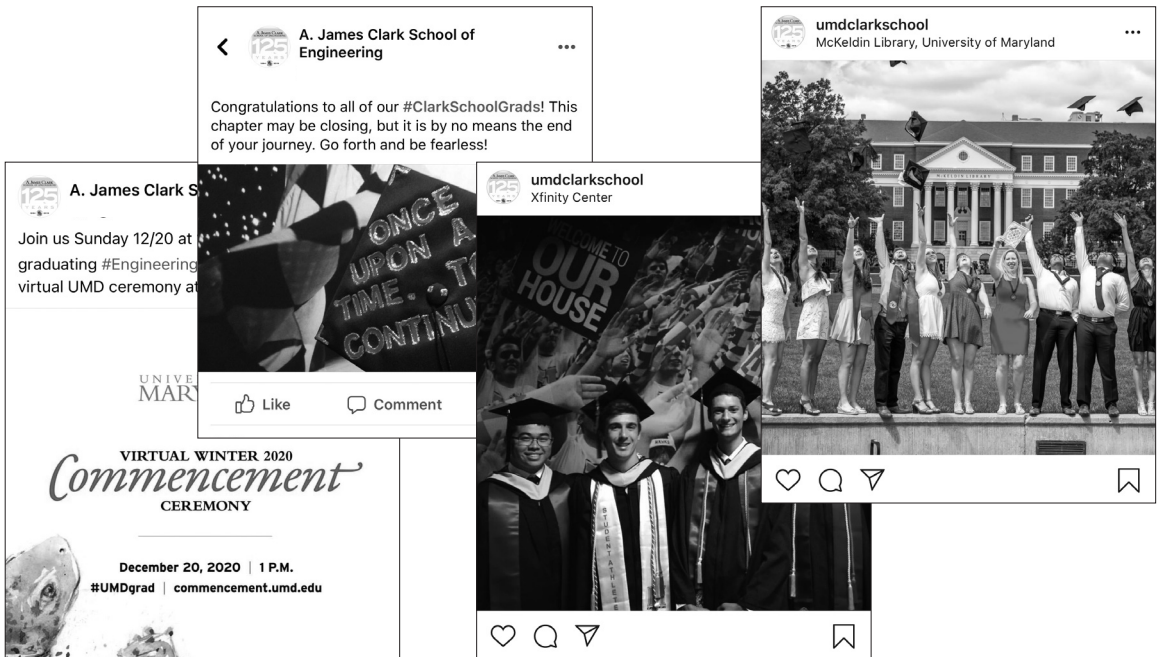 A. James Clark School of
Engineering
Congratulations to all of our #ClarkSchoolGrads! This
chapter may be closing, but it is by no means the end
of your journey. Go forth and be fearless!
ONCE
UPON A
TIME.. TO
CONTINU
Like
Comment
A. James Clark S
Join us Sunday 12/20 at
graduating #Engineering
virtual UMD ceremony at
UNIVE
MARY
VIRTUAL WINTER 2020
Commencement
CEREMONY
December 20, 2020 | 1 P.M.
#UMDgrad | commencement.umd.edu
125
YEARS
umdclarkschool
Xfinity Center
WELCOME TO
OUR
HOUSE
STUDENT ATHLETE
umdclarkschool
McKeldin Library, University of Maryland
McKELDIN LIBRARY